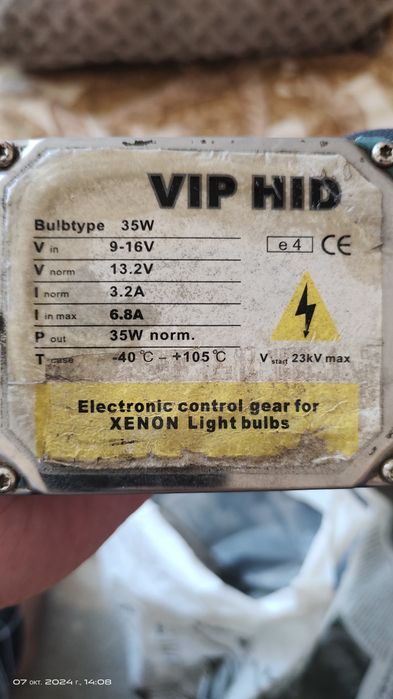 VIP HID
Bulbtype 35W
V in 9-16V
V norm 13.2V
I norm 3.2A
I in max 6.8A
P out 35W norm.
T case -40℃ – +105℃
e4 CE
V start 23kV max
Electronic control gear for
XENON Light bulbs
07 окт. 2024 г., 14:08